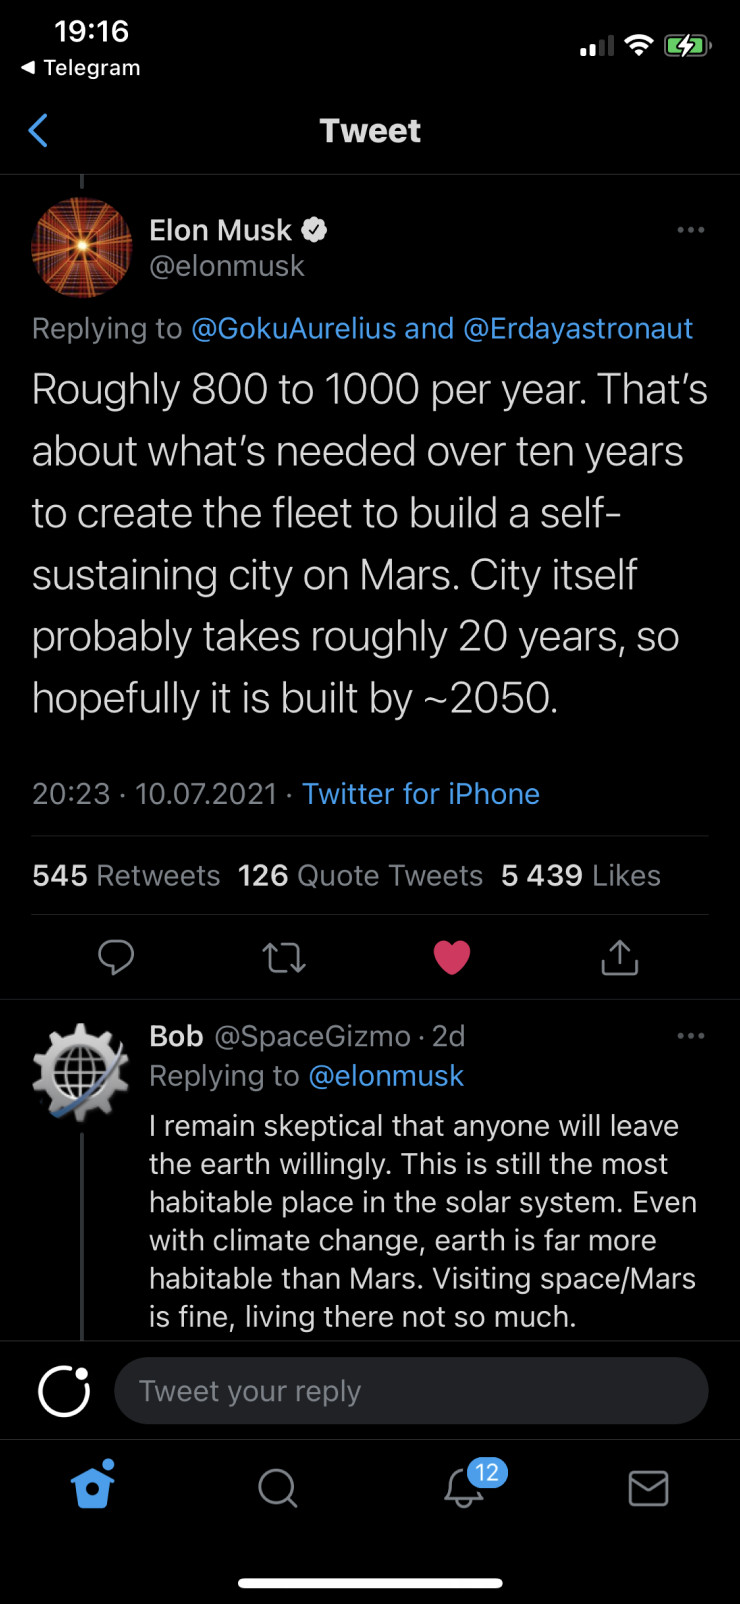 19:16
◀ Telegram
Tweet
Elon Musk
@elonmusk
Replying to @GokuAurelius and @Erdayastronaut
Roughly 800 to 1000 per year. That’s
about what’s needed over ten years
to create the fleet to build a self-
sustaining city on Mars. City itself
probably takes roughly 20 years, so
hopefully it is built by ~2050.
20:23 · 10.07.2021 · Twitter for iPhone
545 Retweets 126 Quote Tweets 5 439 Likes
Bob @SpaceGizmo · 2d
Replying to @elonmusk
I remain skeptical that anyone will leave
the earth willingly. This is still the most
habitable place in the solar system. Even
with climate change, earth is far more
habitable than Mars. Visiting space/Mars
is fine, living there not so much.
Tweet your reply
12